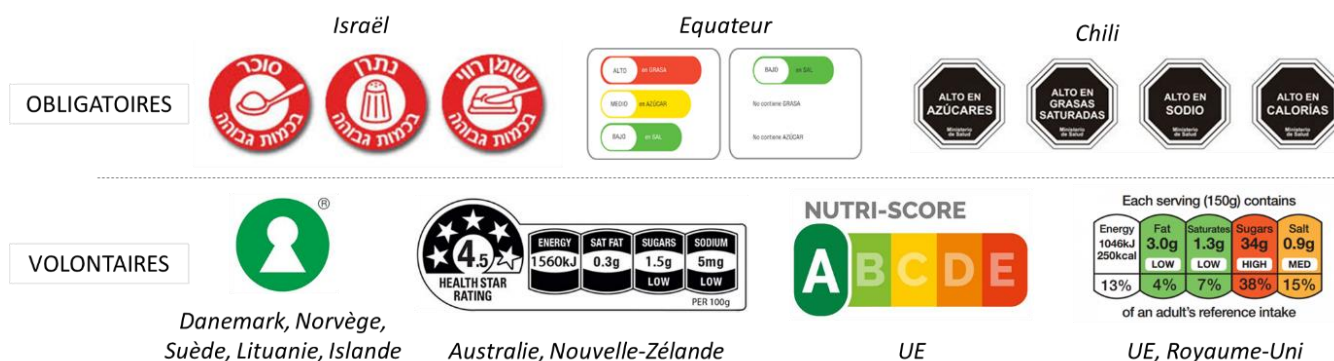 Israël
Equateur
Chili
OBLIGATOIRES
סוכר
בכמות גבוהה
נתרן
בכמות גבוהה
שומן רווי
בכמות גבוהה
ALTO en GRASA
MEDIO en AZÚCAR
BAJO en SAL
BAJO en SAL
No contiene GRASA
No contiene AZÚCAR
ALTO EN
AZÚCARES
Ministerio
de Salud
ALTO EN
GRASAS
SATURADAS
Ministerio
de Salud
ALTO EN
SODIO
Ministerio
de Salud
ALTO EN
CALORÍAS
Ministerio
de Salud
VOLONTAIRES
®
Danemark, Norvège,
Suède, Lituanie, Islande
4.5
HEALTH STAR
RATING
ENERGY
1560kJ
SAT FAT
0.3g
SUGARS
1.5g
LOW
SODIUM
5mg
LOW
PER 100g
Australie, Nouvelle-Zélande
NUTRI-SCORE
A B C D E
UE
Each serving (150g) contains
Energy
1046kJ
250kcal
13%
Fat
3.0g
LOW
4%
Saturates
1.3g
LOW
7%
Sugars
34g
HIGH
38%
Salt
0.9g
MED
15%
of an adult's reference intake
UE, Royaume-Uni